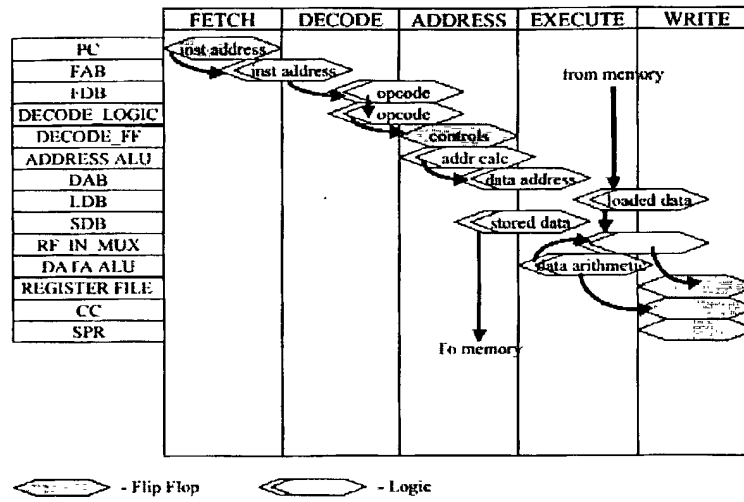 FETCH DECODE ADDRESS EXECUTE WRITE
PC inst address
FAB inst address from memory
FDB opcode
DECODE_LOGIC opcode
DECODE_FF controls
ADDRESS ALU addr calc
DAB data address
LDB loaded data
SDB stored data
RF_IN_MUX
DATA ALU data arithmetic
REGISTER FILE
CC
SPR
To memory
- Flip Flop - Logic